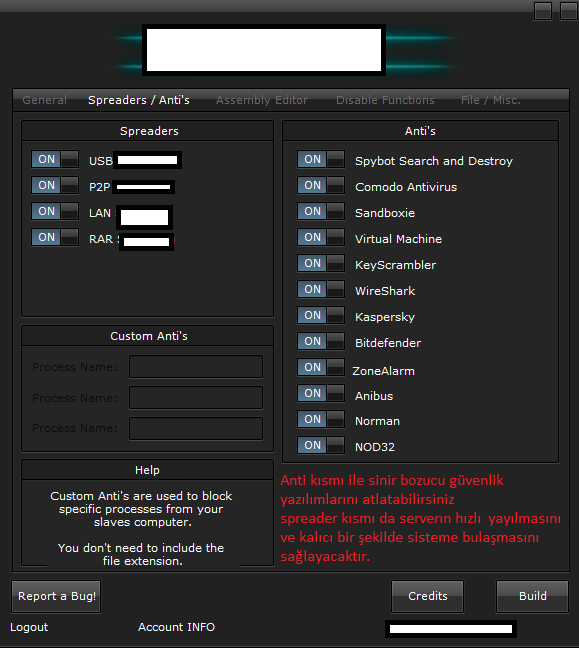 General Spreaders / Anti's Assembly Editor Disable Functions File / Misc.
Spreaders
ON USB
ON P2P
ON LAN
ON RAR
Anti's
ON Spybot Search and Destroy
ON Comodo Antivirus
ON Sandboxie
ON Virtual Machine
ON KeyScrambler
ON WireShark
ON Kaspersky
ON Bitdefender
ON ZoneAlarm
ON Anibus
ON Norman
ON NOD32
Custom Anti's
Process Name:
Process Name:
Process Name:
Help
Custom Anti's are used to block
specific processes from your
slaves computer.
You don't need to include the
file extension.
Anti kısmı ile sinir bozucu güvenlik
yazılımlarını atlatabilirsiniz
spreader kısmı da serverın hızlı yayılmasını
ve kalıcı bir şekilde sisteme bulaşmasını
sağlayacaktır.
Report a Bug! Credits Build
Logout Account INFO